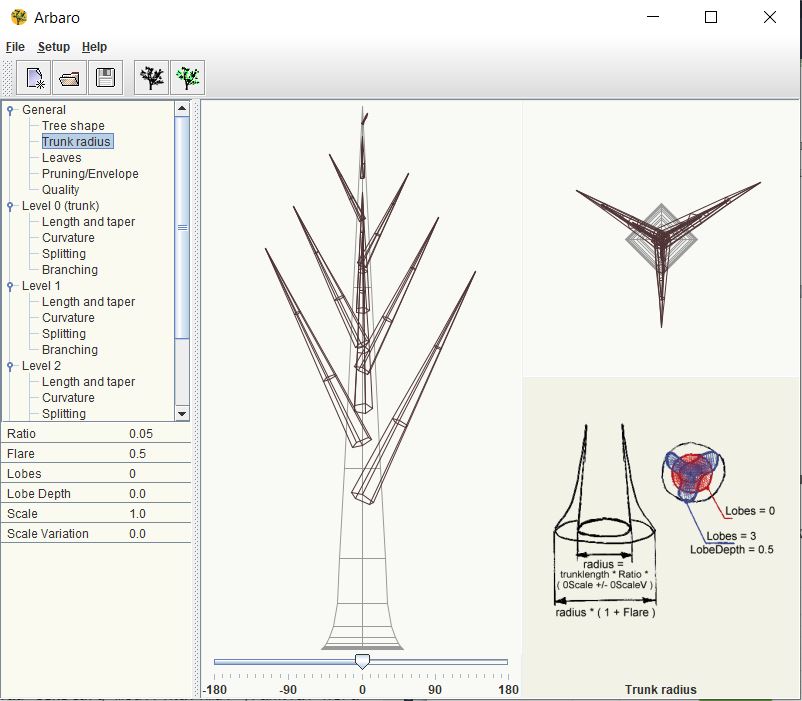 Arbaro
File Setup Help
General
Tree shape
Trunk radius
Leaves
Pruning/Envelope
Quality
Level 0 (trunk)
Length and taper
Curvature
Splitting
Branching
Level 1
Length and taper
Curvature
Splitting
Branching
Level 2
Length and taper
Curvature
Splitting
Ratio 0.05
Flare 0.5
Lobes 0
Lobe Depth 0.0
Scale 1.0
Scale Variation 0.0
-180 -90 0 90 180
Lobes = 0
Lobes = 3
LobeDepth = 0.5
radius =
trunklength * Ratio *
( 0Scale +/- 0ScaleV )
radius * ( 1 + Flare )
Trunk radius